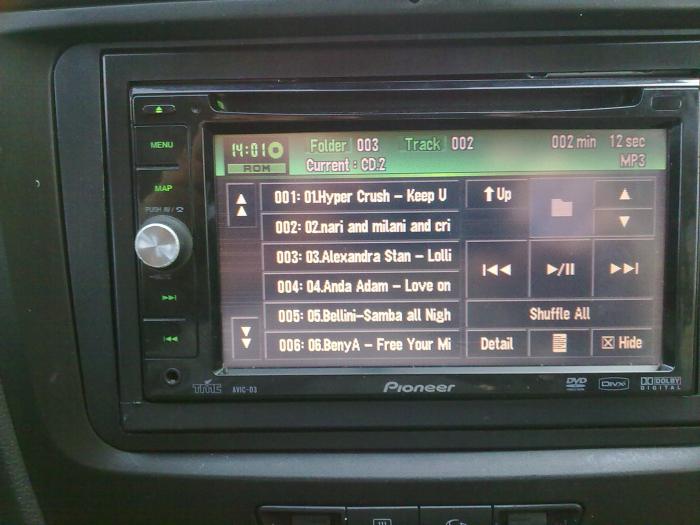 14:01
ROM
Folder 003 Track 002 002 min 12 sec
Current : CD.2 MP3
MENU
MAP
PUSH AV /
001: 01.Hyper Crush – Keep U
002: 02.nari and milani and cri
003: 03.Alexandra Stan – Lolli
004: 04.Anda Adam – Love on
005: 05.Bellini-Samba all Nigh
006: 06.BenyA – Free Your Mi
Up
Shuffle All
Detail
Hide
TMC AVIC-D3 Pioneer DVD DivX DOLBY
DIGITAL